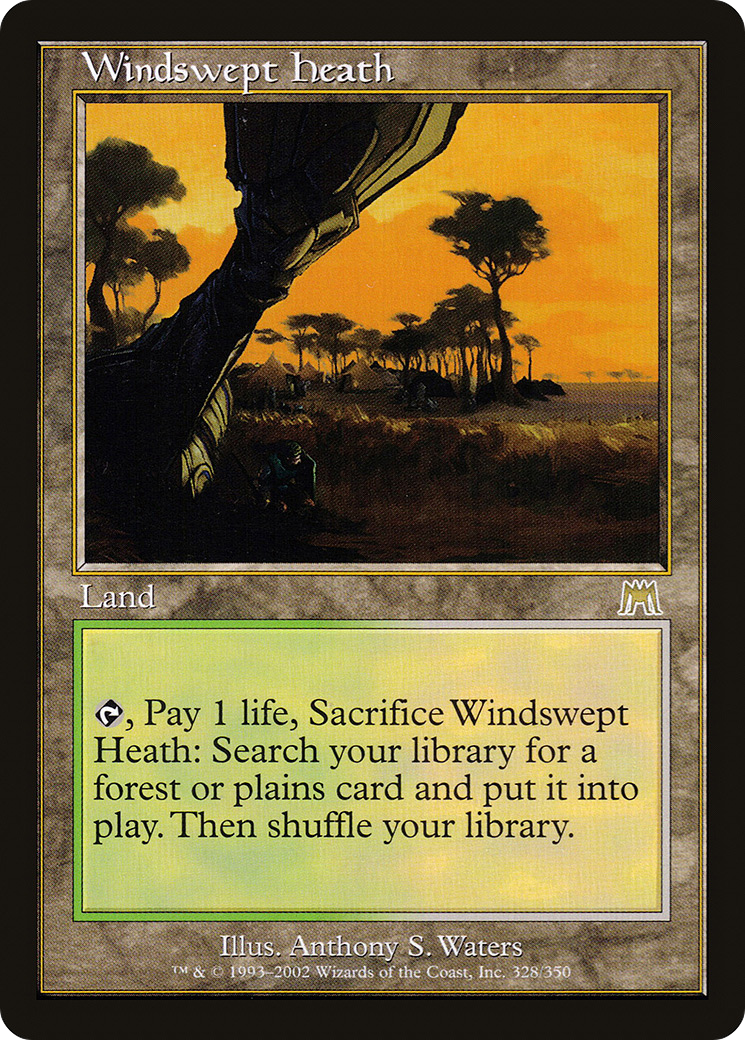 Windswept Heath
Land
, Pay 1 life, Sacrifice Windswept
Heath: Search your library for a
forest or plains card and put it into
play. Then shuffle your library.
Illus. Anthony S. Waters
™ & © 1993–2002 Wizards of the Coast, Inc. 328/350